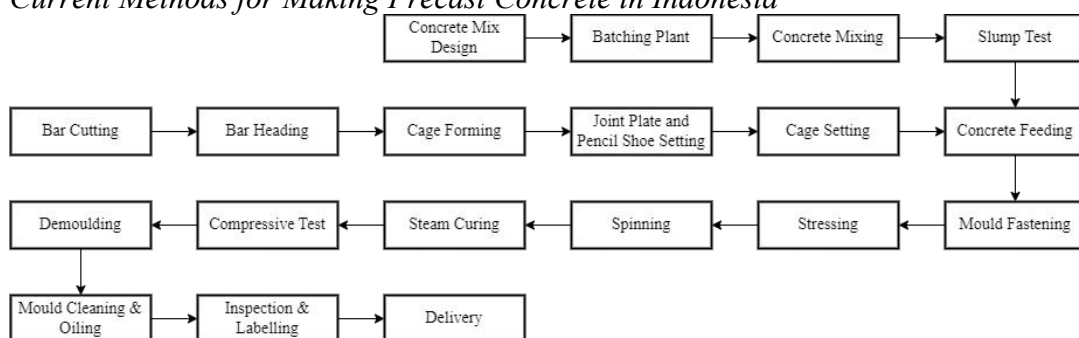 Current Methods for Making Precast Concrete in Indonesia
Concrete Mix
Design
Batching Plant
Concrete Mixing
Slump Test
Bar Cutting
Bar Heading
Cage Forming
Joint Plate and
Pencil Shoe Setting
Cage Setting
Concrete Feeding
Demoulding
Compressive Test
Steam Curing
Spinning
Stressing
Mould Fastening
Mould Cleaning &
Oiling
Inspection &
Labelling
Delivery